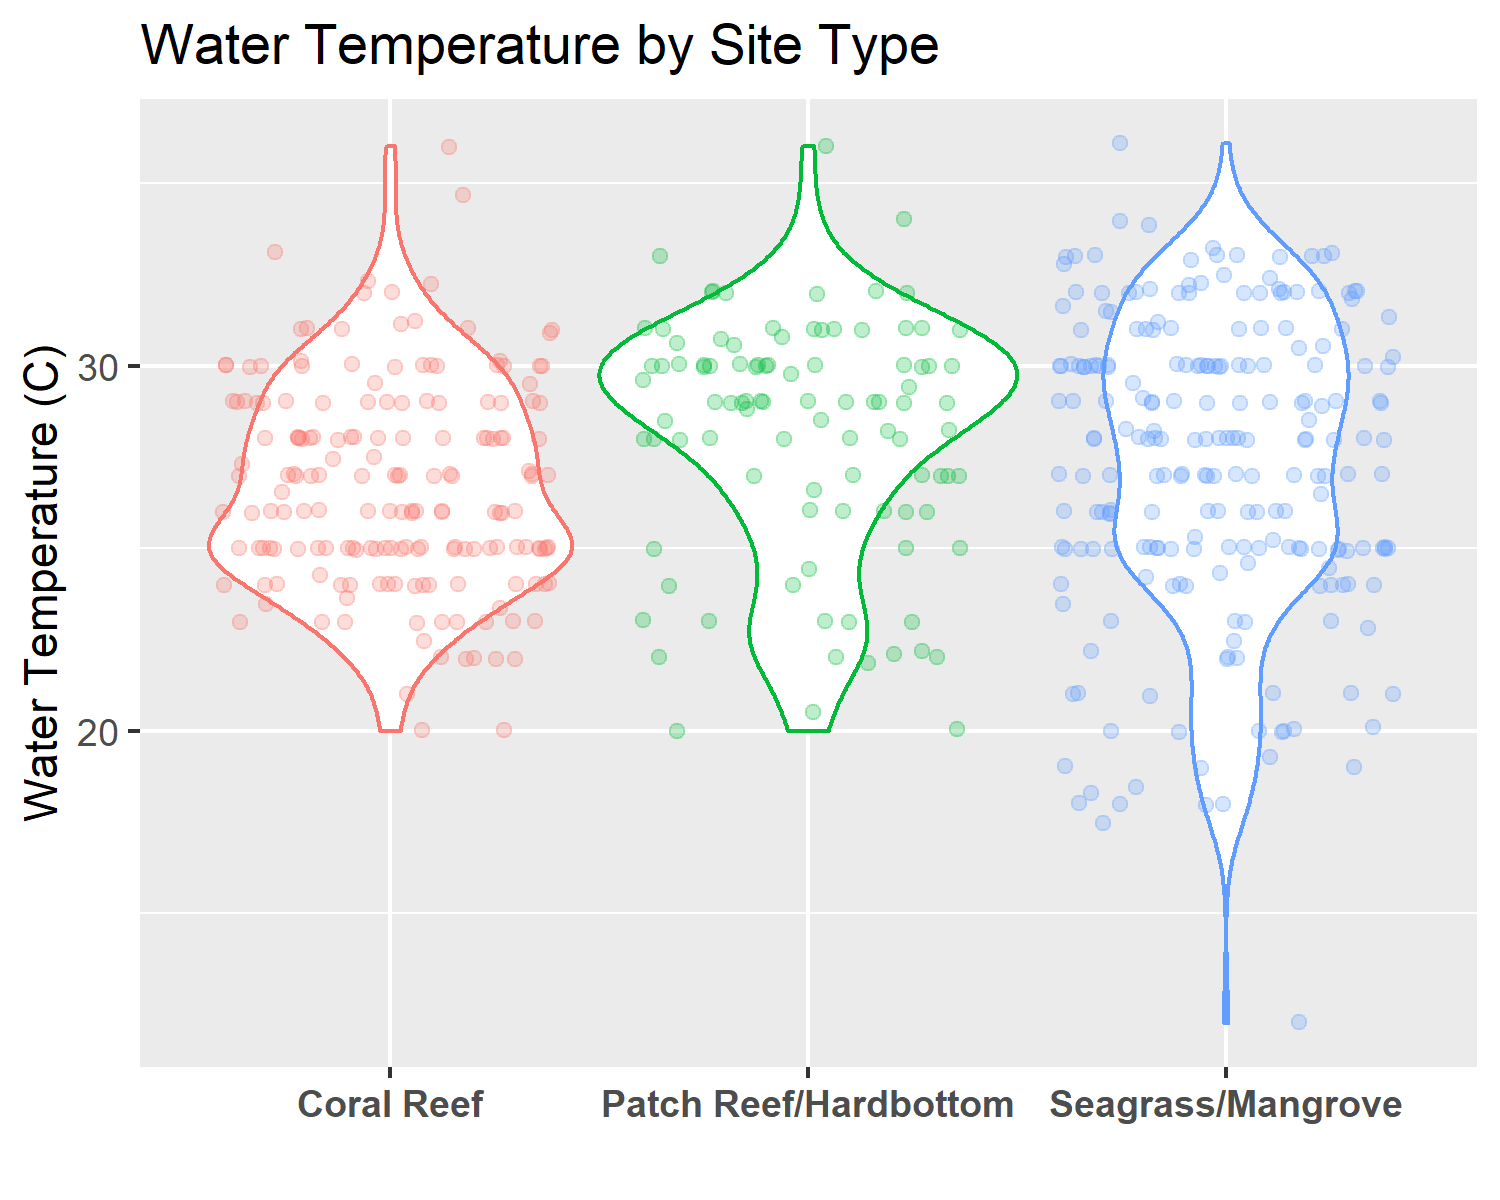 Water Temperature by Site Type
Water Temperature (C)
30
20
Coral Reef
Patch Reef/Hardbottom
Seagrass/Mangrove